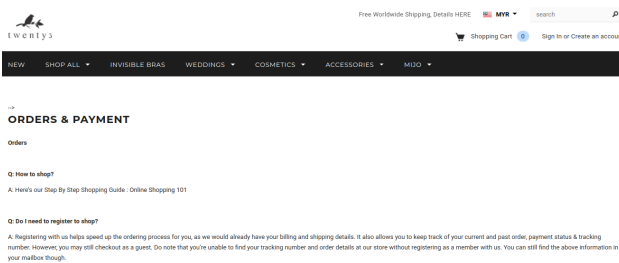 Free Worldwide Shipping, Details HERE MYR search
twenty3
Shopping Cart 0 Sign In or Create an accou
NEW SHOP ALL INVISIBLE BRAS WEDDINGS COSMETICS ACCESSORIES MIJO
-->
ORDERS & PAYMENT
Orders
Q: How to shop?
A: Here's our Step By Step Shopping Guide : Online Shopping 101
Q: Do I need to register to shop?
A: Registering with us helps speed up the ordering process for you, as we would already have your billing and shipping details. It also allows you to keep track of your current and past order, payment status & tracking
number. However, you may still checkout as a guest. Do note that you're unable to find your tracking number and order details at our store without registering as a member with us. You can still find the above information in
your mailbox though.